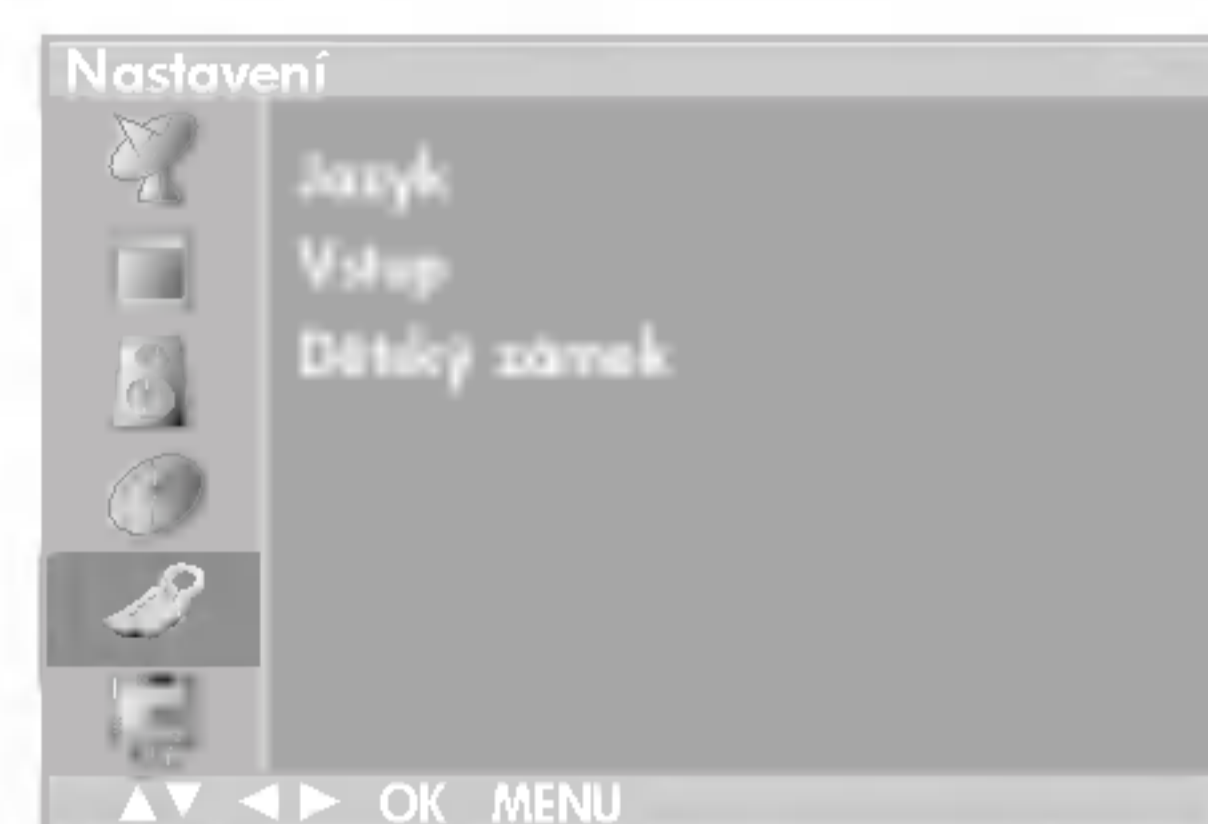 Nastavení
Jazyk
Vstup
Dětský zámek
▲▼ ◀▶ OK MENU